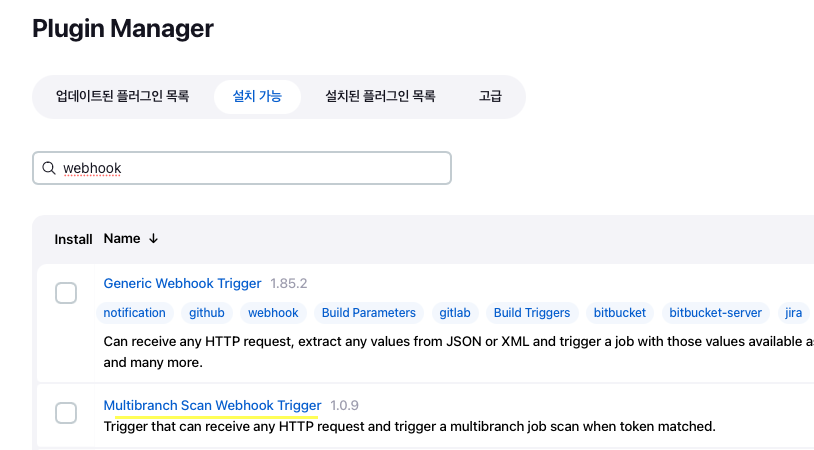 Plugin Manager
업데이트된 플러그인 목록 설치 가능 설치된 플러그인 목록 고급
webhook
Install Name ↓
Generic Webhook Trigger 1.85.2
notification github webhook Build Parameters gitlab Build Triggers bitbucket bitbucket-server jira
Can receive any HTTP request, extract any values from JSON or XML and trigger a job with those values available
and many more.
Multibranch Scan Webhook Trigger 1.0.9
Trigger that can receive any HTTP request and trigger a multibranch job scan when token matched.